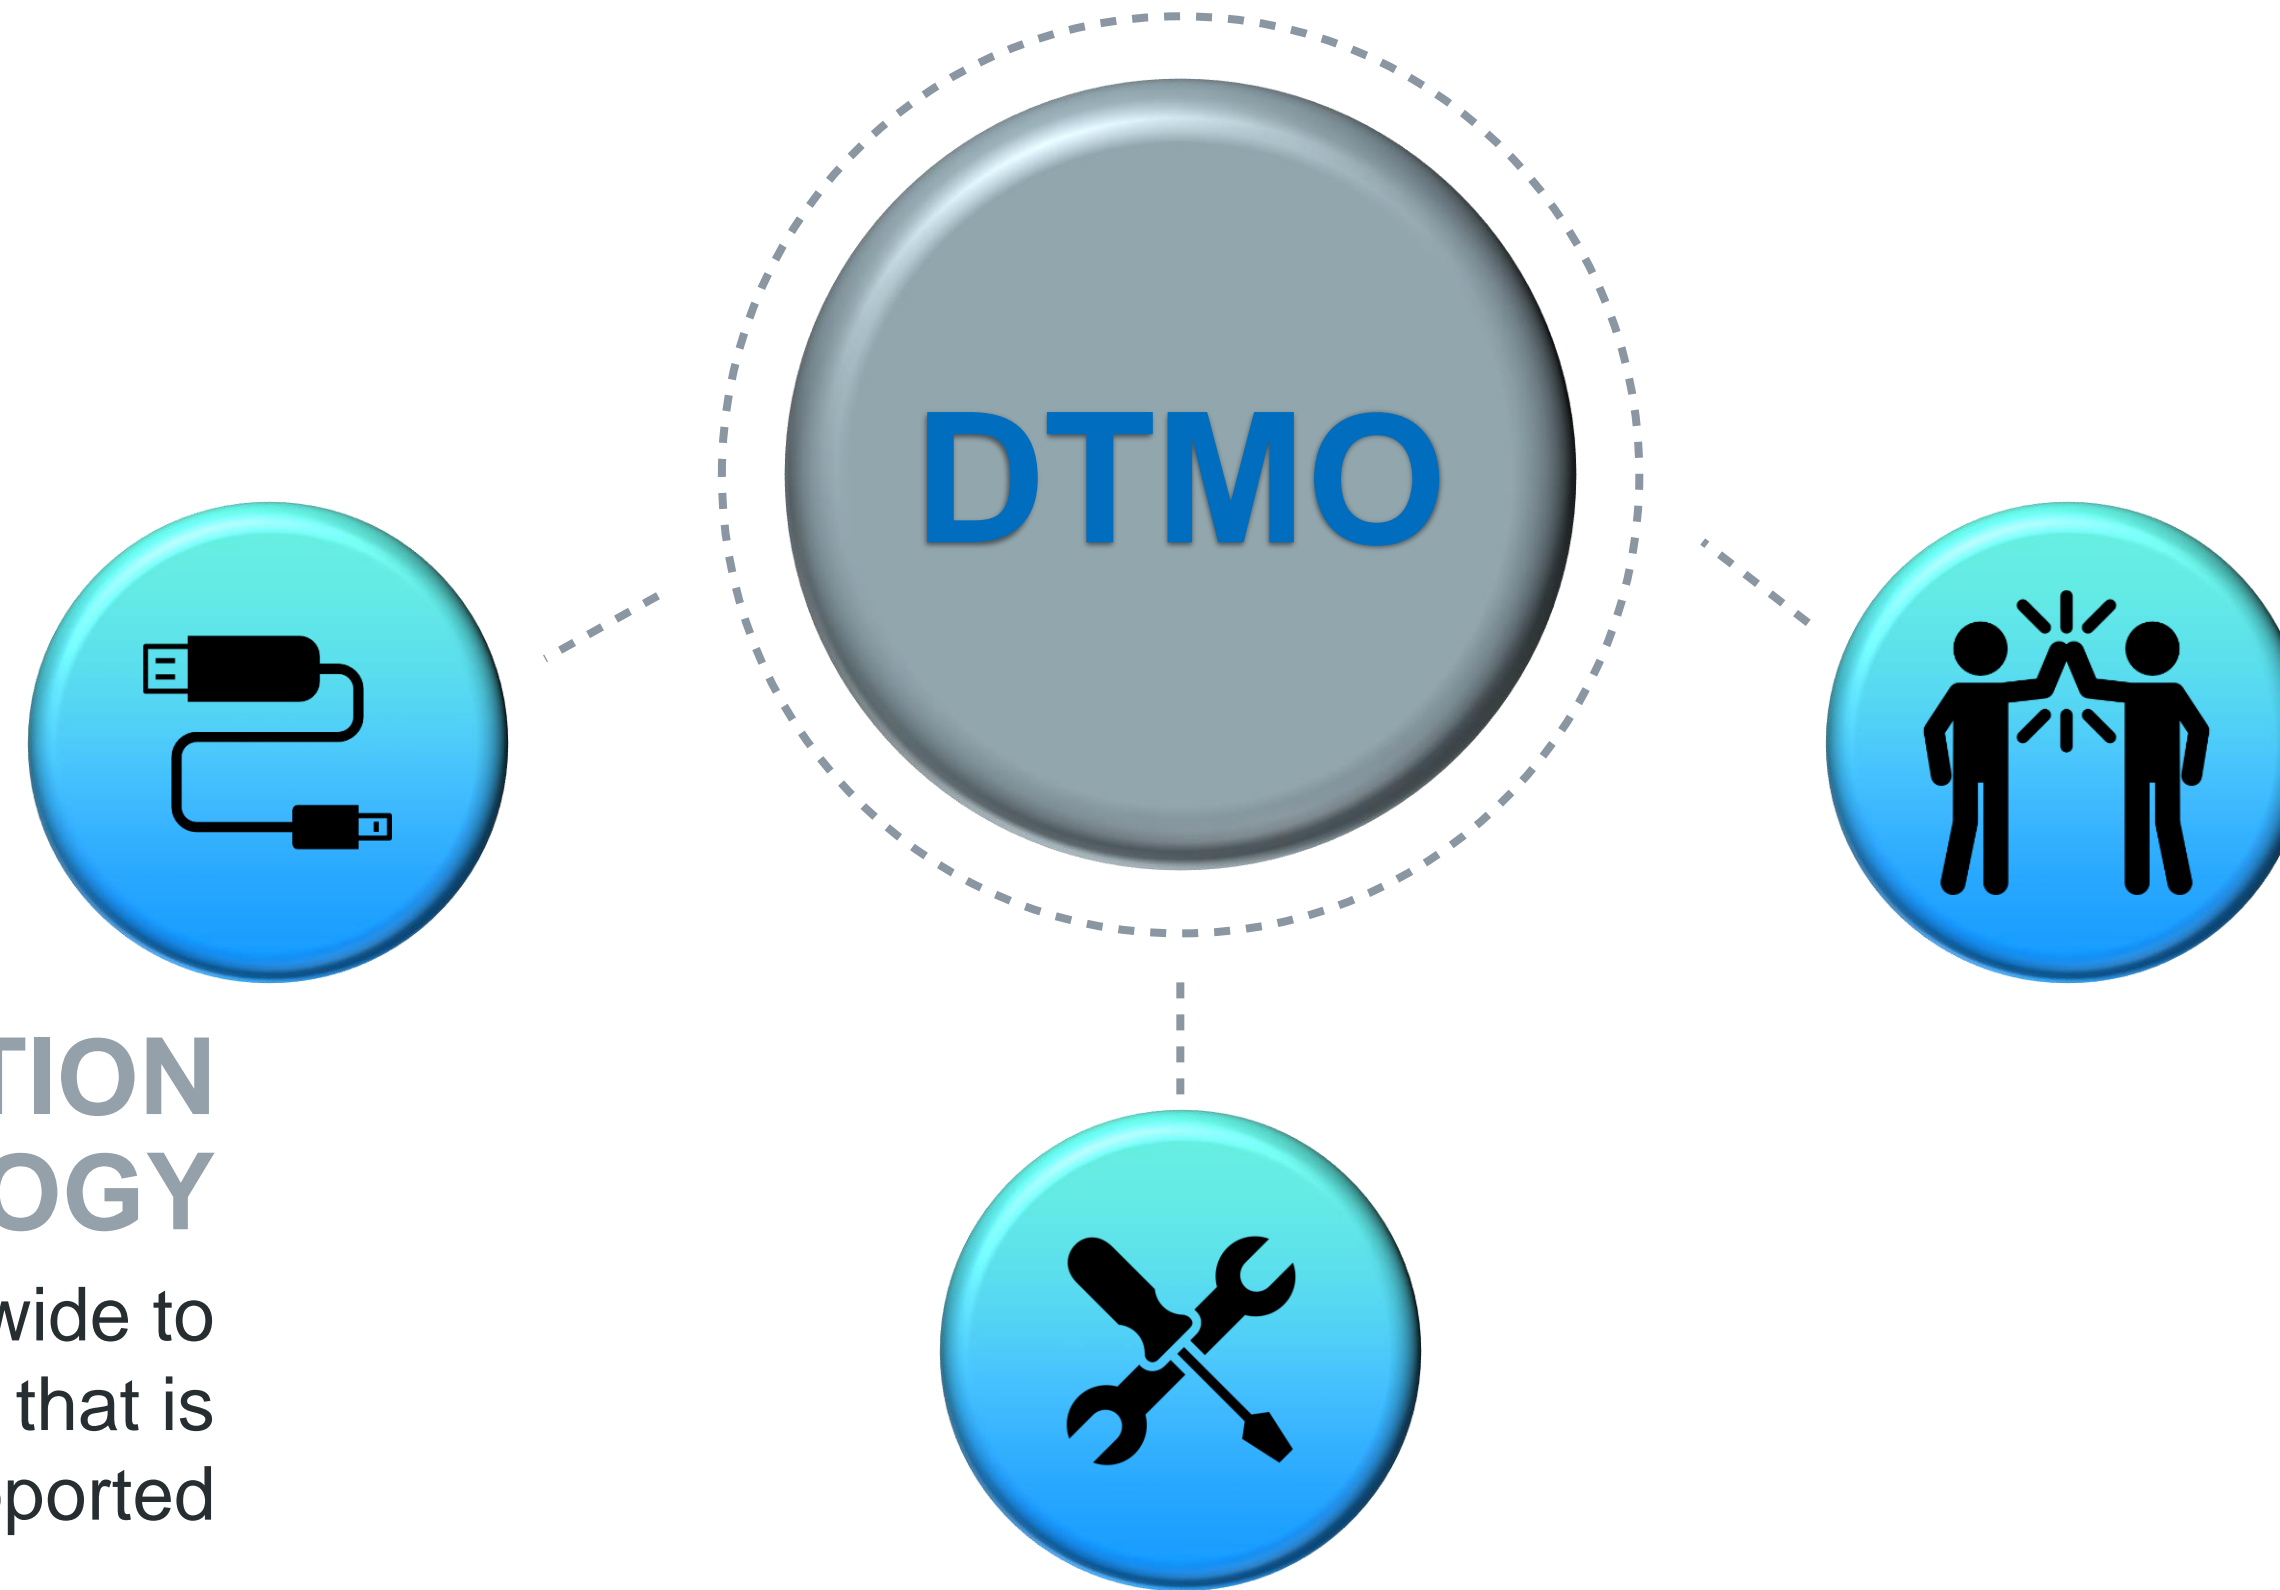 DTMO
TION
OGY
wide to
that is
ported